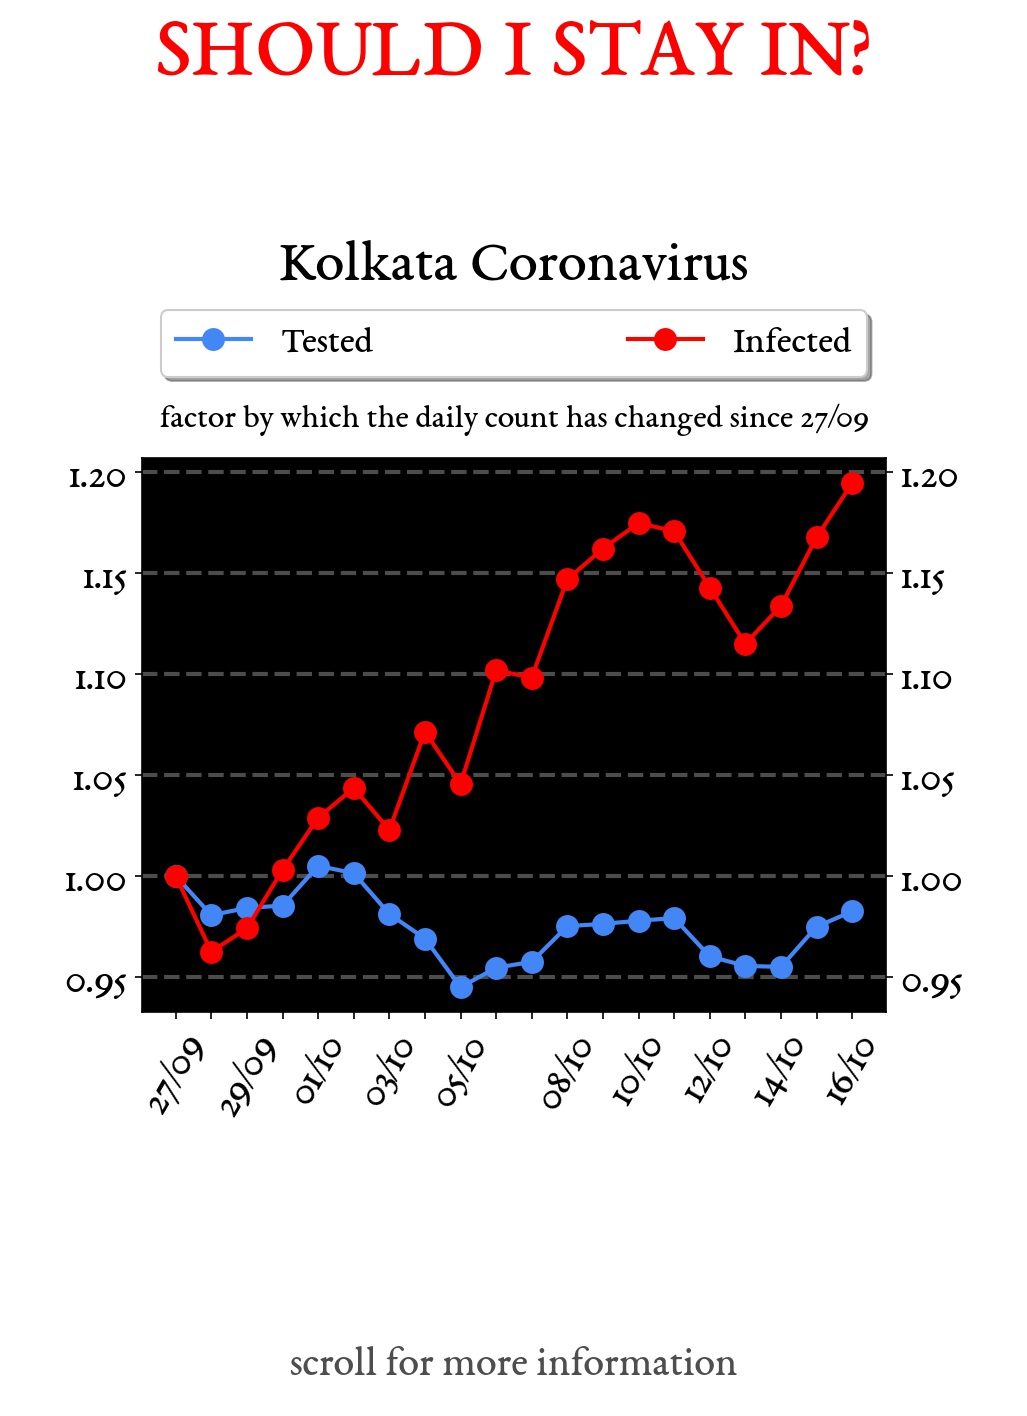 SHOULD I STAY IN?
Kolkata Coronavirus
Tested Infected
factor by which the daily count has changed since 27/09
1.20 1.20
1.15 1.15
1.10 1.10
1.05 1.05
1.00 1.00
0.95 0.95
27/09 29/09 01/10 03/10 05/10 08/10 10/10 12/10 14/10 16/10
scroll for more information